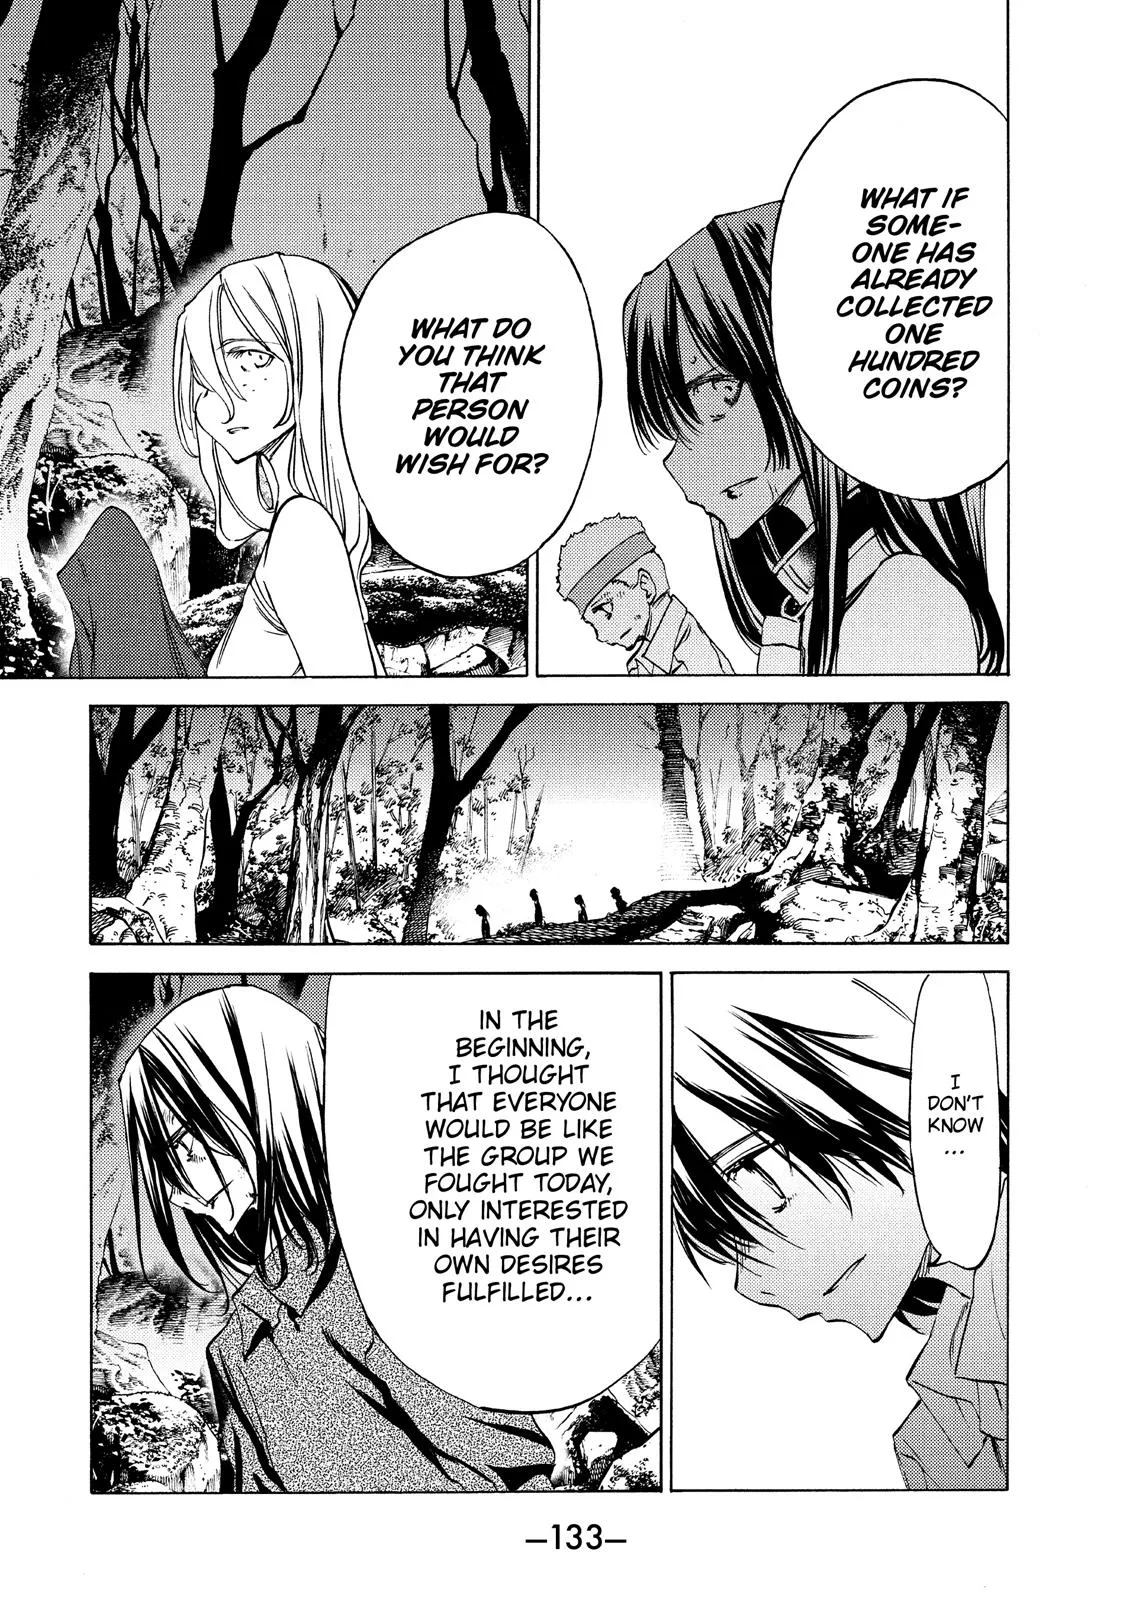 WHAT IF
SOME-
ONE HAS
ALREADY
COLLECTED
ONE
HUNDRED
COINS?
WHAT DO
YOU THINK
THAT
PERSON
WOULD
WISH FOR?
I
DON'T
KNOW
...
IN THE
BEGINNING,
I THOUGHT
THAT EVERYONE
WOULD BE LIKE
THE GROUP WE
FOUGHT TODAY,
ONLY INTERESTED
IN HAVING THEIR
OWN DESIRES
FULFILLED...
—133—